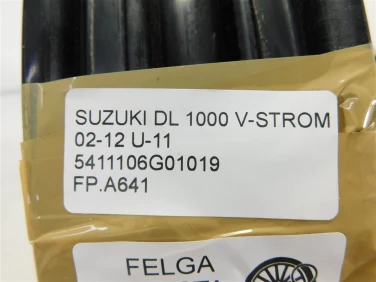 SUZUKI DL 1000 V-STROM
02-12 U-11
5411106G01019
FP.A641
FELGA